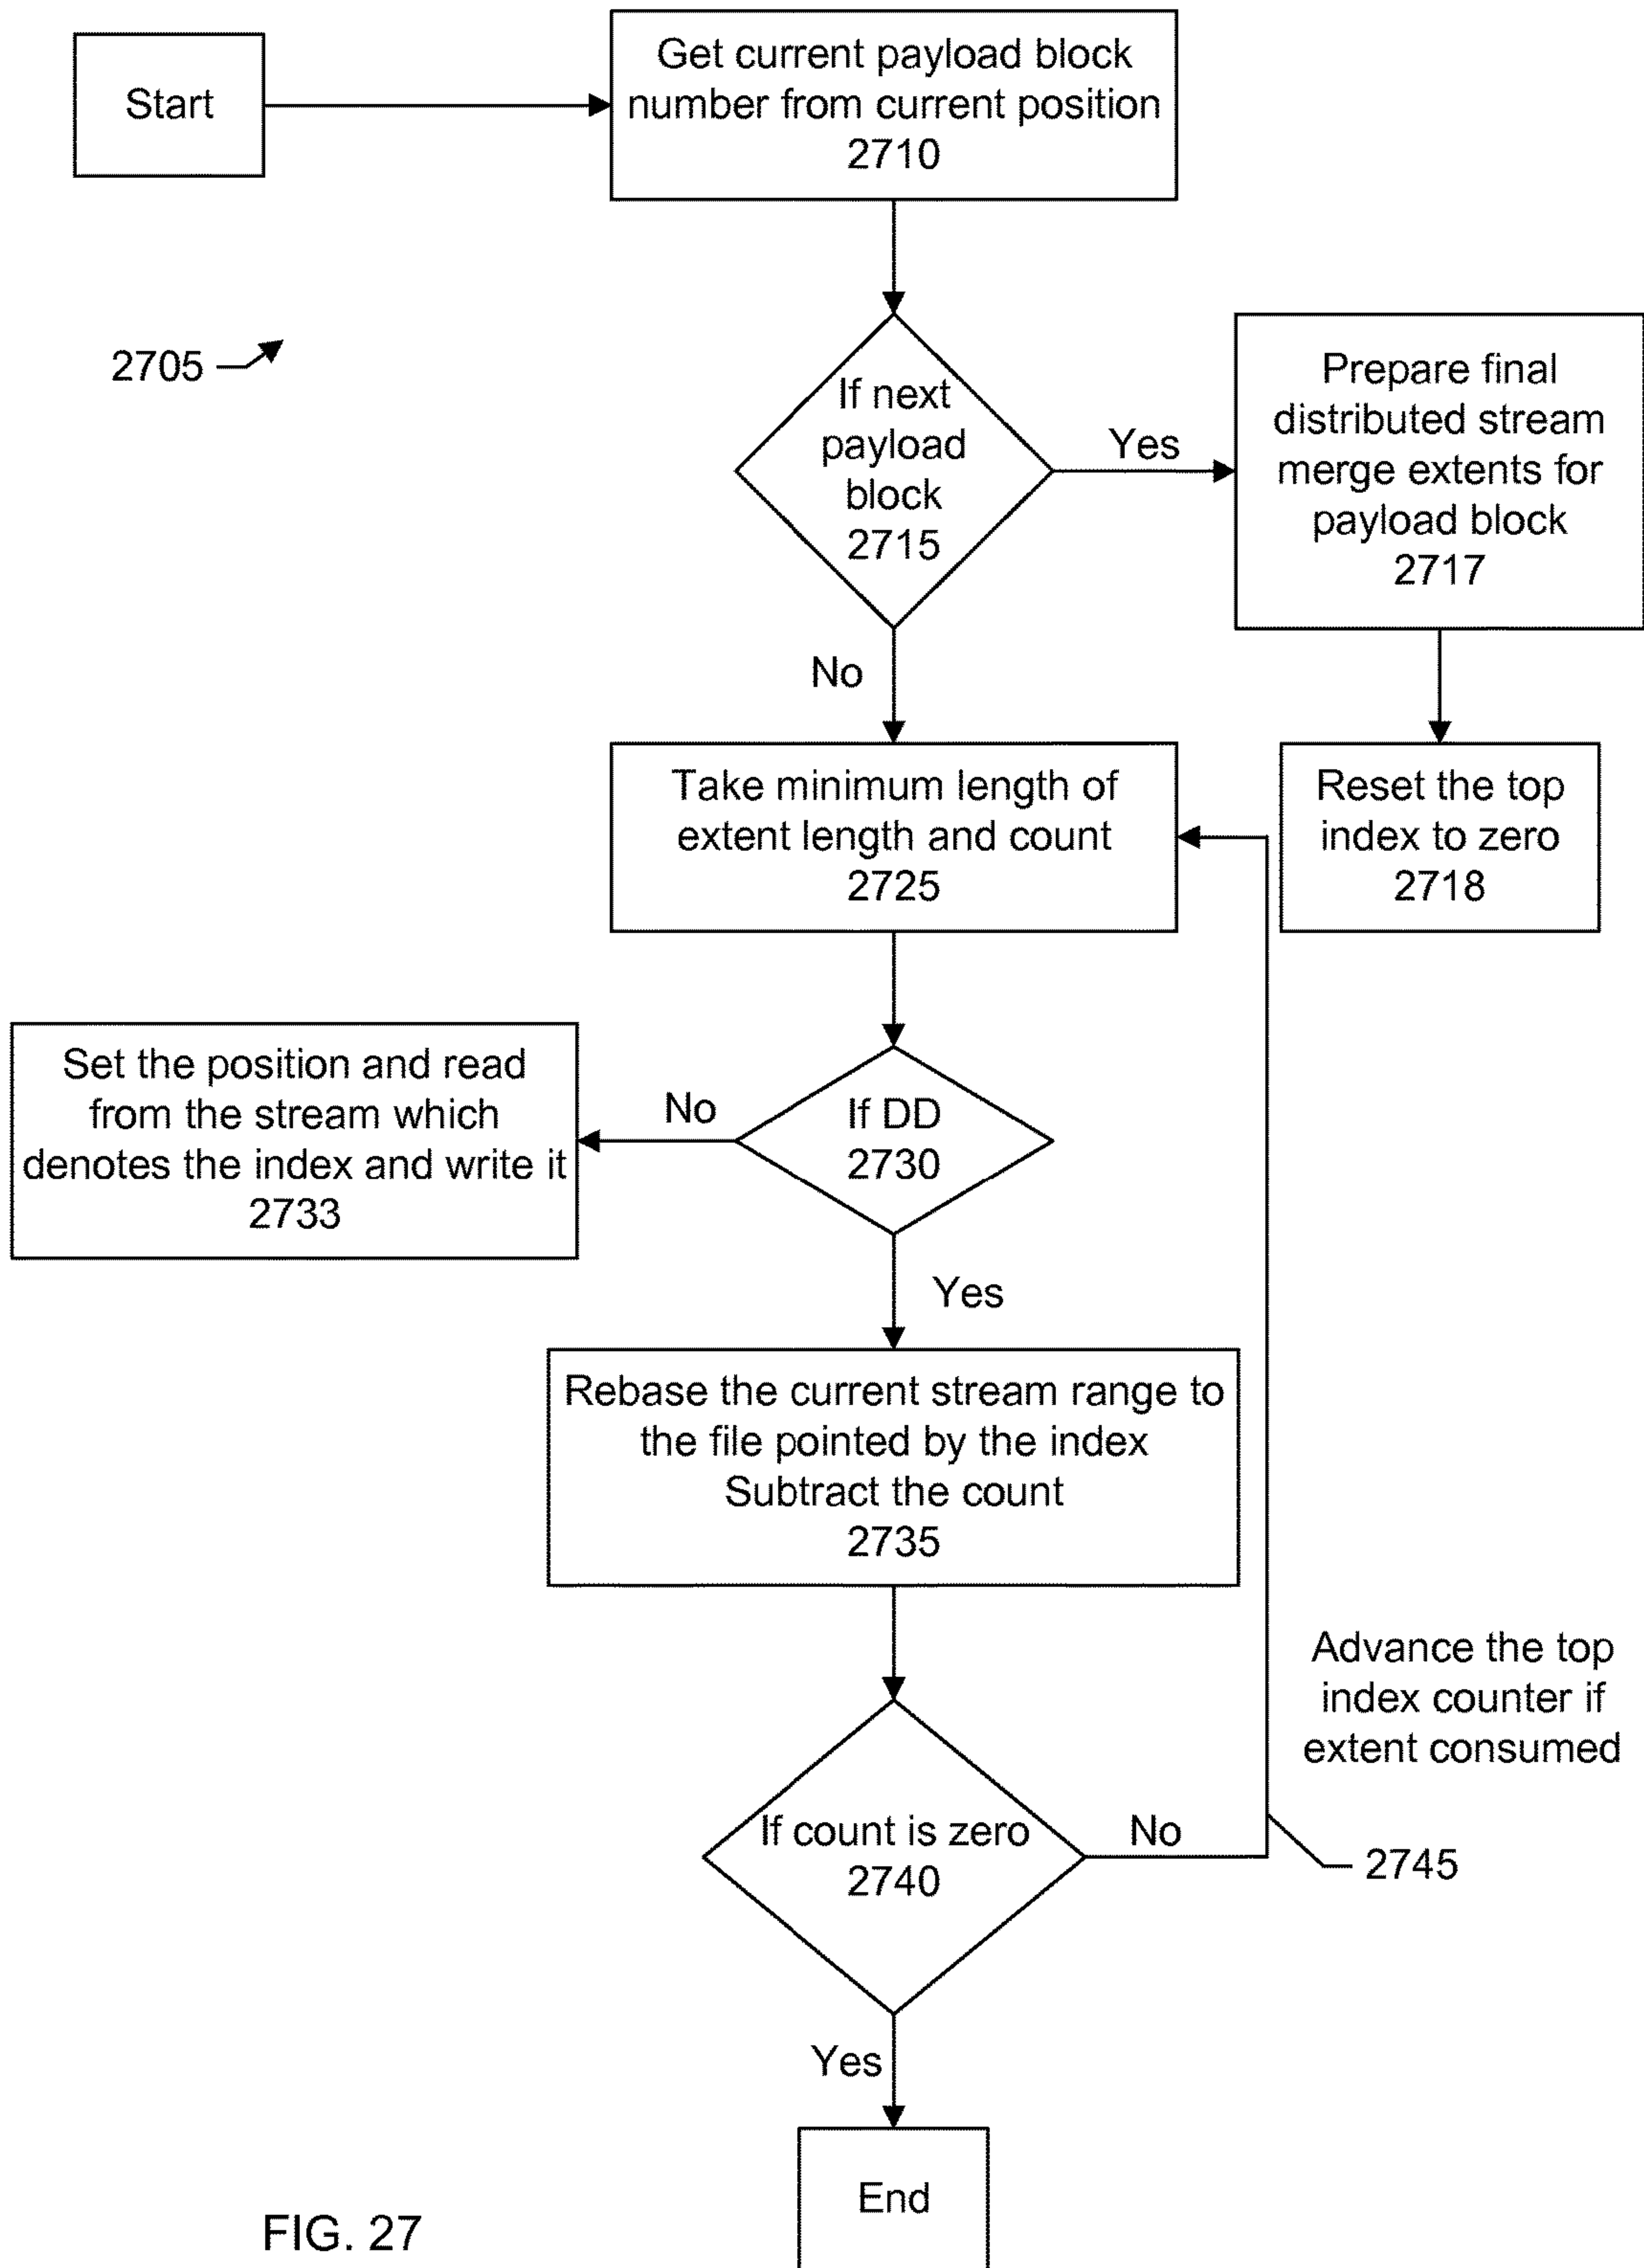 Start
Get current payload block
number from current position
2710
2705
If next
payload
block
2715
Yes
Prepare final
distributed stream
merge extents for
payload block
2717
No
Take minimum length of
extent length and count
2725
Reset the top
index to zero
2718
Set the position and read
from the stream which
denotes the index and write it
2733
No
If DD
2730
Yes
Rebase the current stream range to
the file pointed by the index
Subtract the count
2735
Advance the top
index counter if
extent consumed
If count is zero
2740
No
2745
Yes
End
FIG. 27